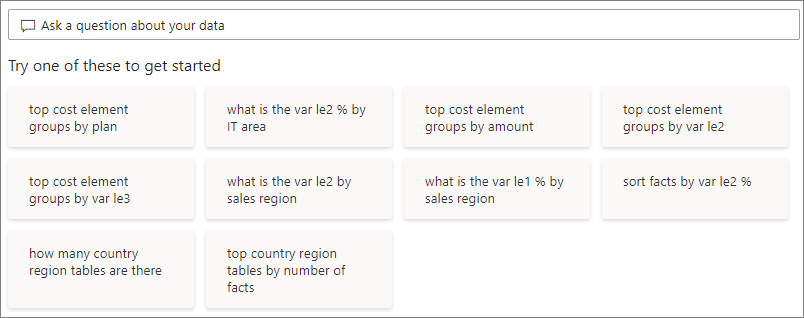 Ask a question about your data
Try one of these to get started
top cost element
groups by plan
what is the var le2 % by
IT area
top cost element
groups by amount
top cost element
groups by var le2
top cost element
groups by var le3
what is the var le2 by
sales region
what is the var le1 % by
sales region
sort facts by var le2 %
how many country
region tables are there
top country region
tables by number of
facts